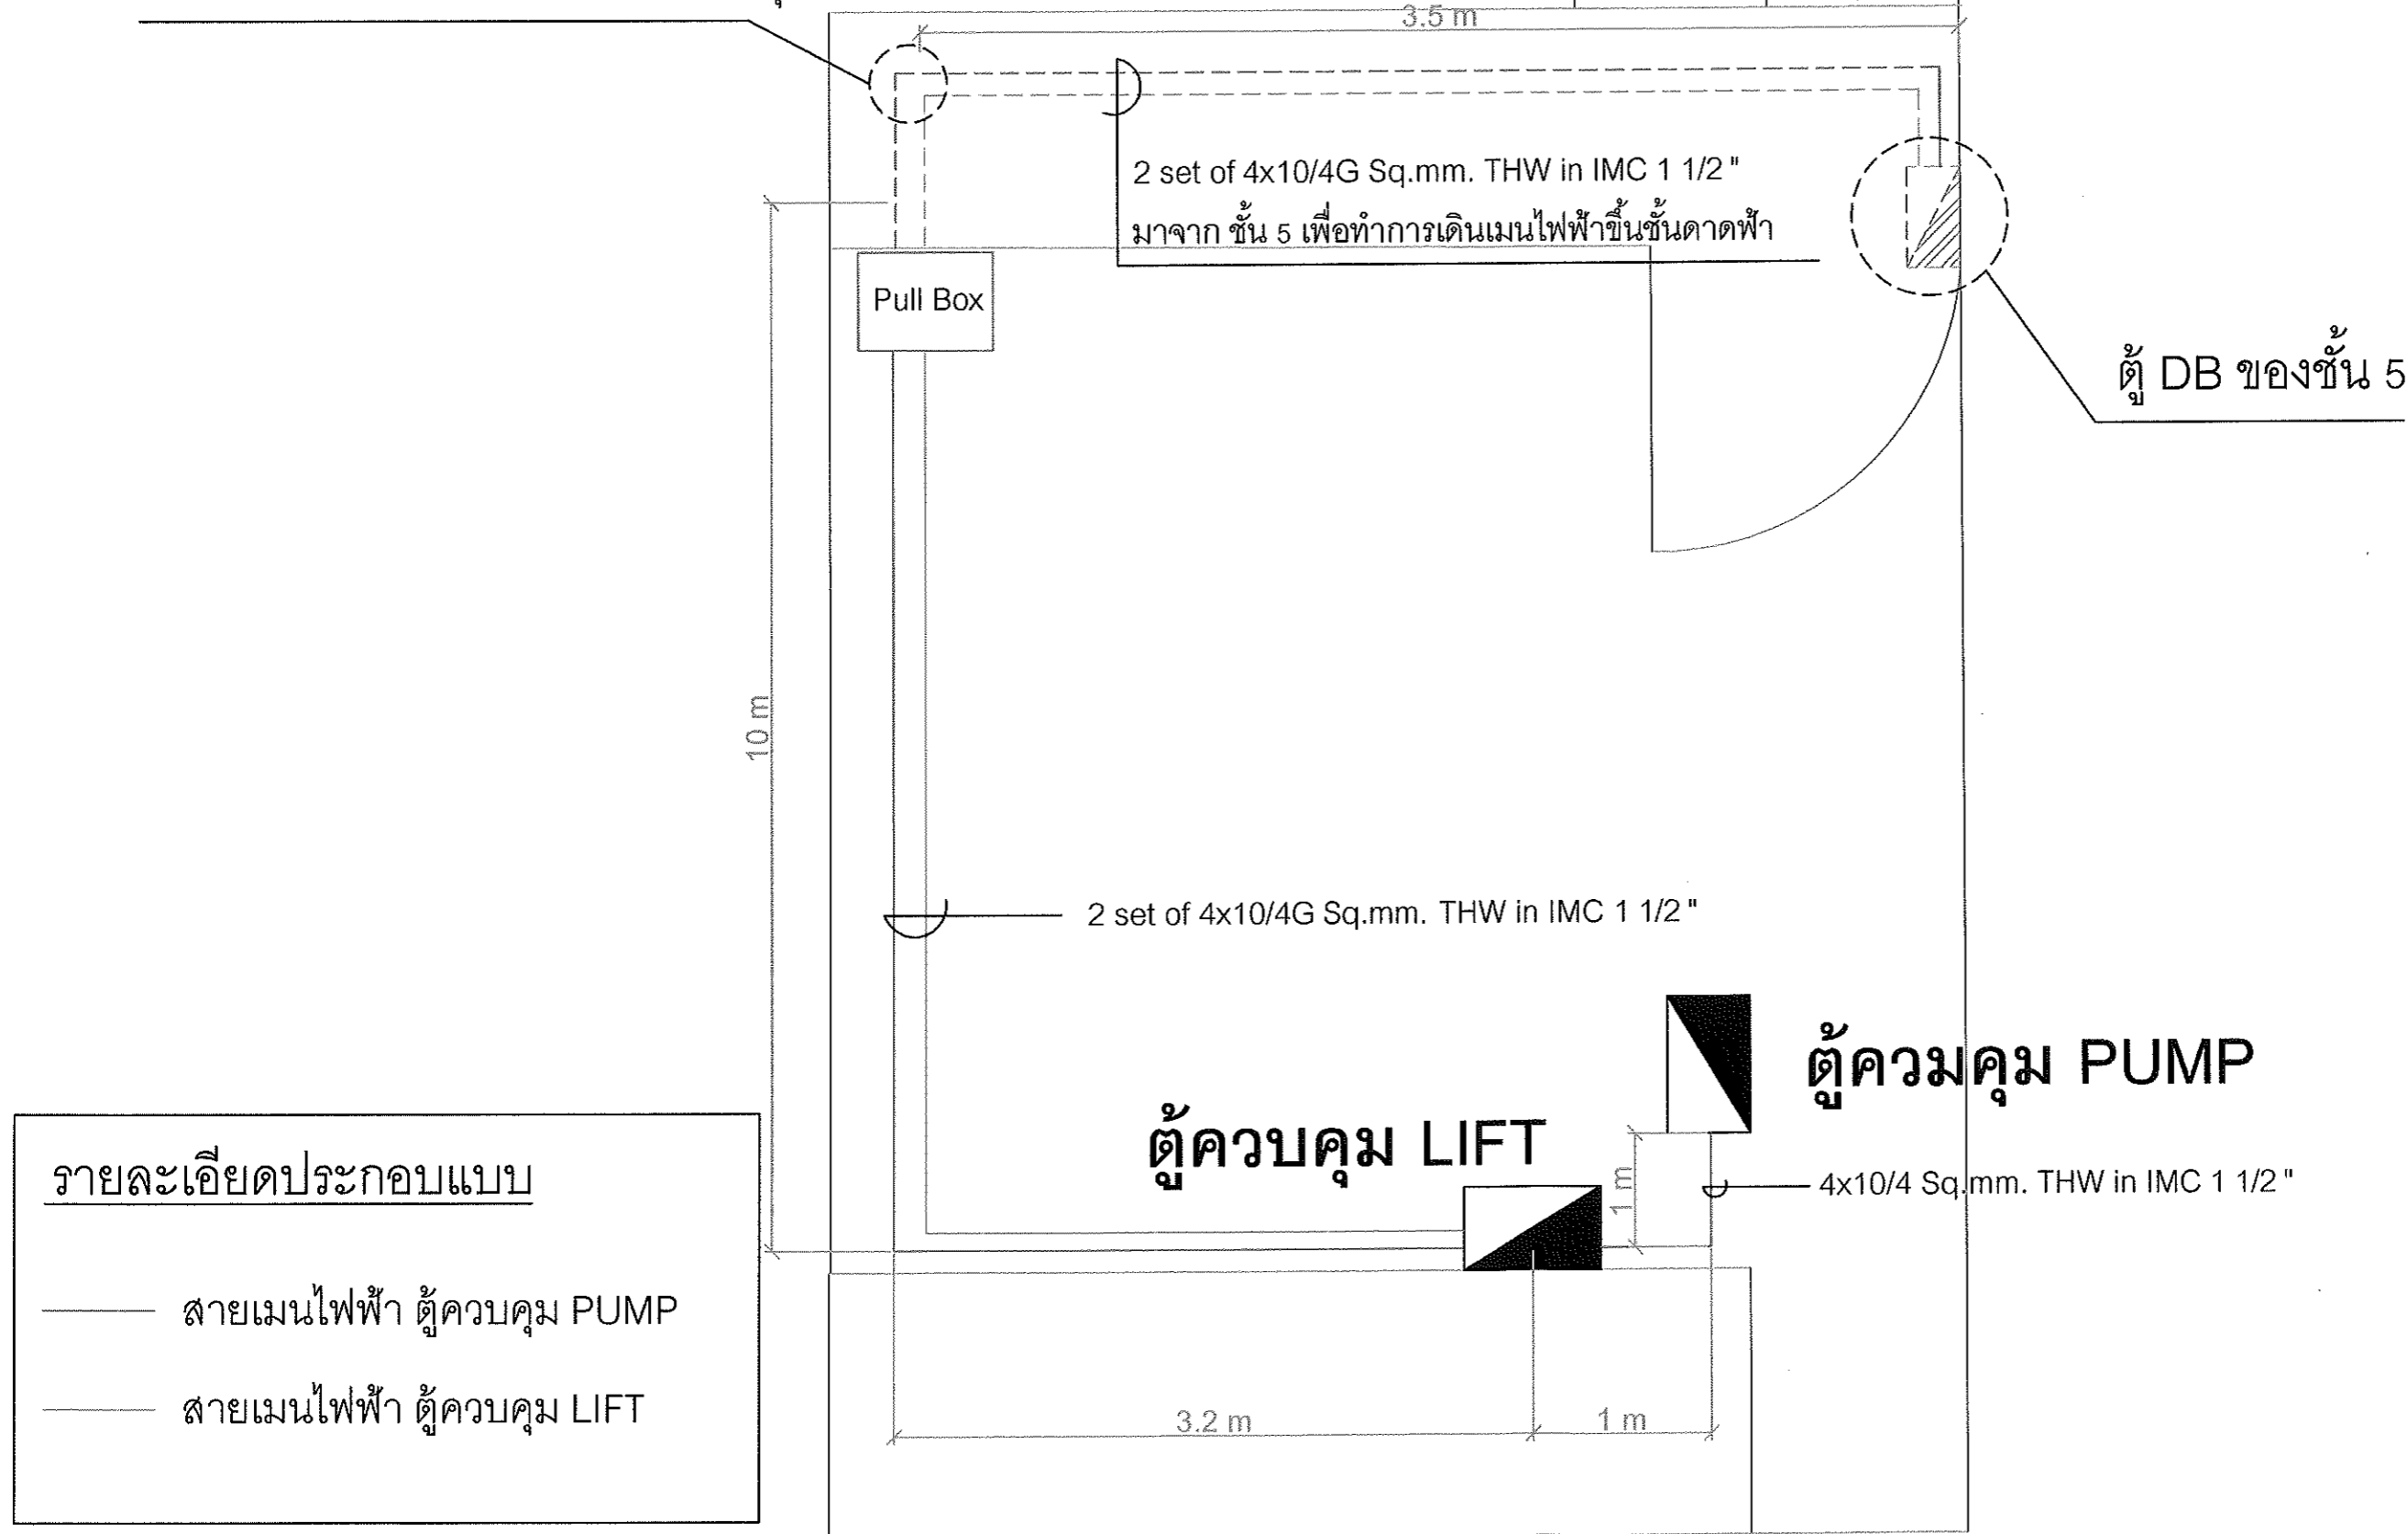 3.5 m
2 set of 4x10/4G Sq.mm. THW in IMC 1 1/2 "
มาจาก ชั้น 5 เพื่อทำการเดินเมนไฟฟ้าขึ้นชั้นดาดฟ้า
Pull Box
ตู้ DB ของชั้น 5
10 m
2 set of 4x10/4G Sq.mm. THW in IMC 1 1/2 "
ตู้ควมคุม PUMP
ตู้ควบคุม LIFT
1 m
4x10/4 Sq.mm. THW in IMC 1 1/2 "
รายละเอียดประกอบแบบ
สายเมนไฟฟ้า ตู้ควบคุม PUMP
สายเมนไฟฟ้า ตู้ควบคุม LIFT
3.2 m
1 m